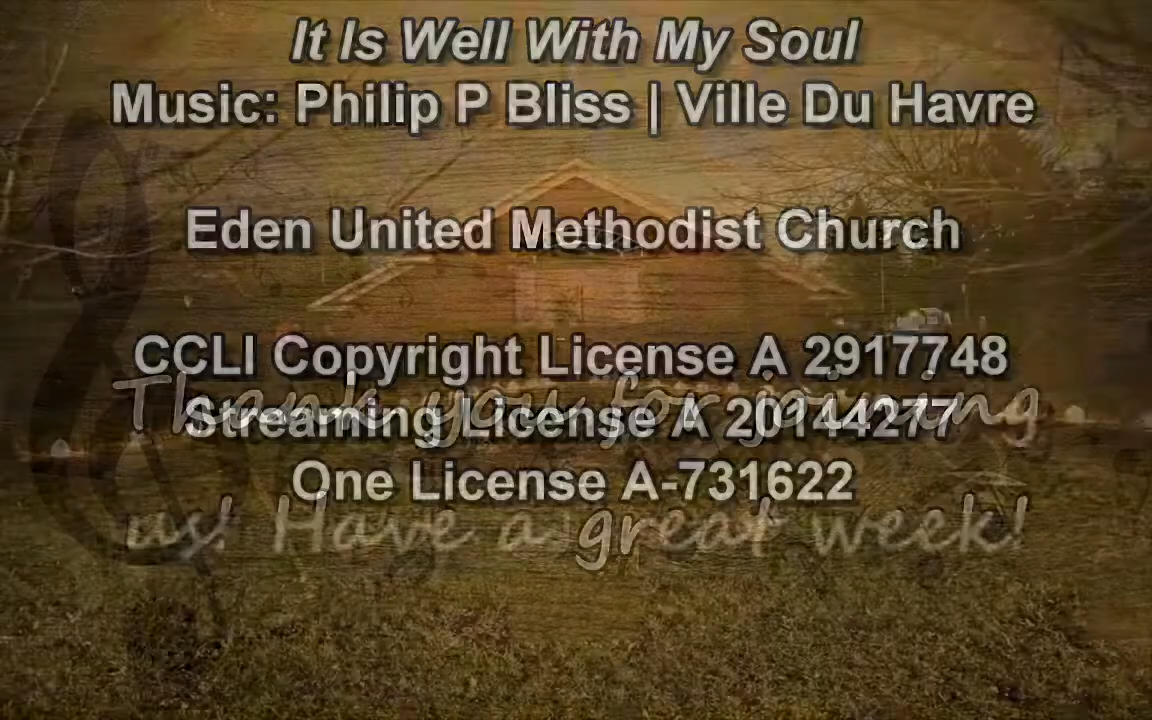 It Is Well With My Soul
Music: Philip P Bliss | Ville Du Havre
Eden United Methodist Church
CCLI Copyright License A 2917748
Thank you for joining
Streaming License A 20144277
One License A-731622
us! Have a great week!